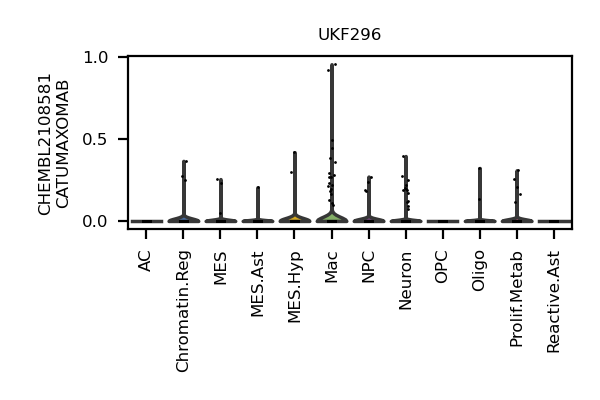 UKF296
CHEMBL2108581
CATUMAXOMAB
1.0
0.5
0.0
AC
Chromatin.Reg
MES
MES.Ast
MES.Hyp
Mac
NPC
Neuron
OPC
Oligo
Prolif.Metab
Reactive.Ast